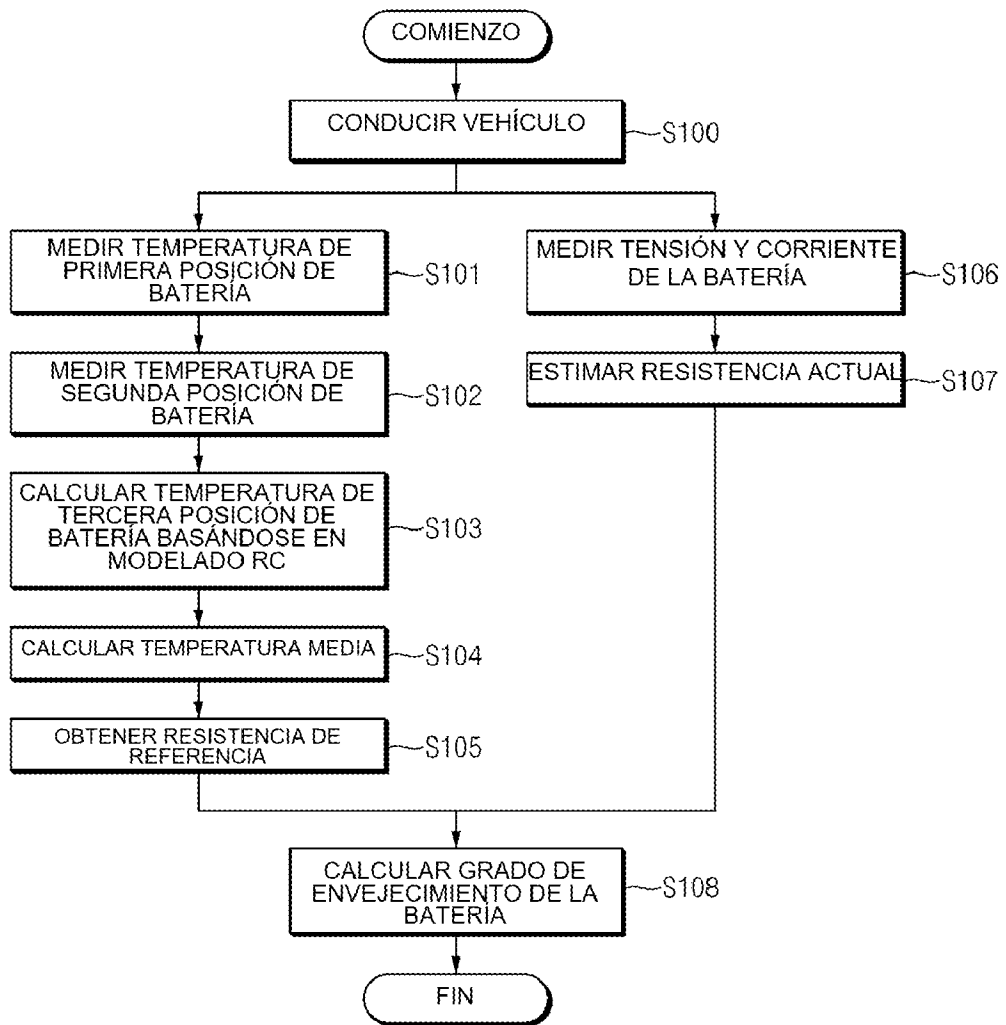 COMIENZO
CONDUCIR VEHÍCULO
S100
MEDIR TEMPERATURA DE
PRIMERA POSICIÓN DE
BATERÍA
S101
MEDIR TEMPERATURA DE
SEGUNDA POSICIÓN DE
BATERÍA
S102
CALCULAR TEMPERATURA DE
TERCERA POSICIÓN DE
BATERÍA BASÁNDOSE EN
MODELADO RC
S103
CALCULAR TEMPERATURA MEDIA
S104
OBTENER RESISTENCIA DE
REFERENCIA
S105
MEDIR TENSIÓN Y CORRIENTE
DE LA BATERÍA
S106
ESTIMAR RESISTENCIA ACTUAL
S107
CALCULAR GRADO DE
ENVEJECIMIENTO DE LA
BATERÍA
S108
FIN